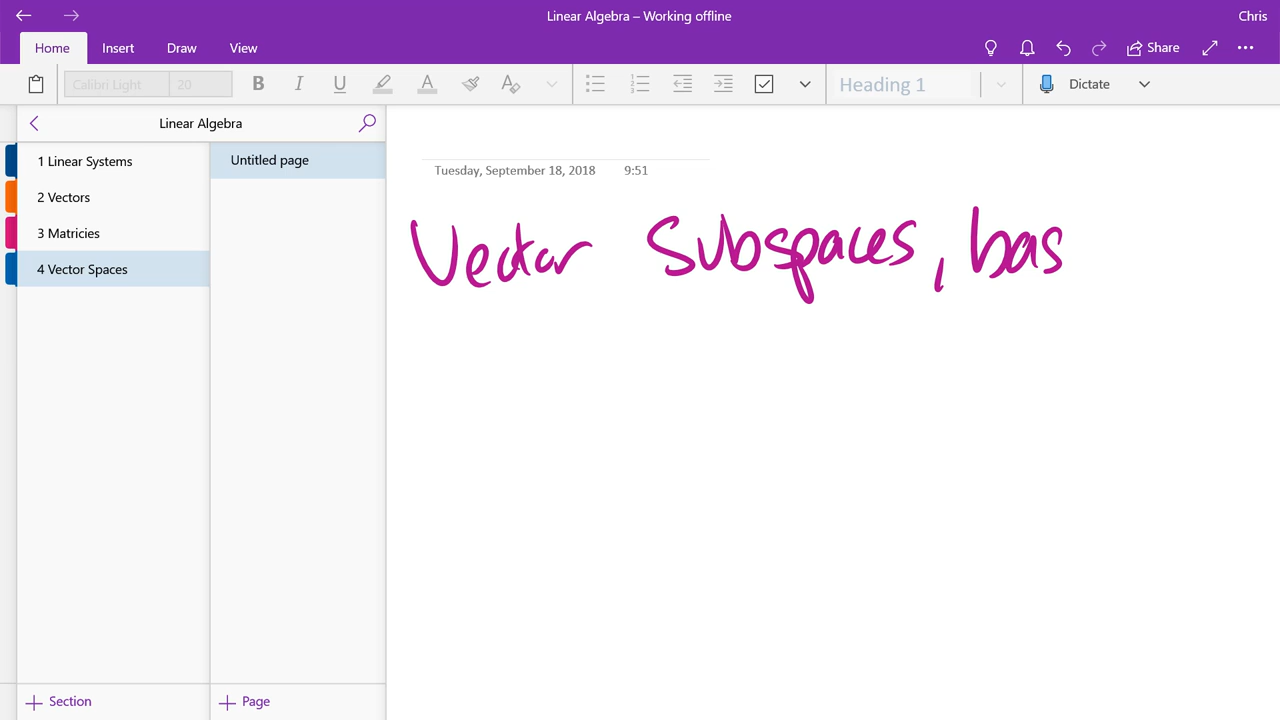 Linear Algebra – Working offline
Chris
Home Insert Draw View
Share
Calibri Light 20 B I U A A Heading 1 Dictate
Linear Algebra
1 Linear Systems
2 Vectors
3 Matricies
4 Vector Spaces
Untitled page
Tuesday, September 18, 2018 9:51
Vector Subspaces, bas
+ Section
+ Page